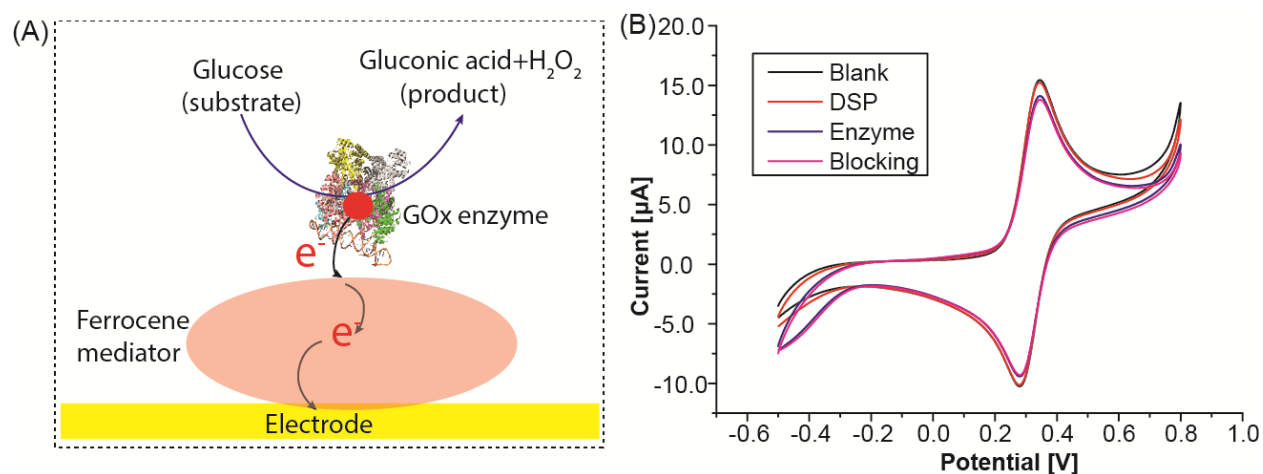 (A)
Glucose
(substrate)
Gluconic acid+H₂O₂
(product)
GOx enzyme
e⁻
Ferrocene
mediator
e⁻
Electrode
(B)
Blank
DSP
Enzyme
Blocking
Current [µA]
20.0
15.0
10.0
5.0
0.0
-5.0
-10.0
-0.6
-0.4
-0.2
0.0
0.2
0.4
0.6
0.8
1.0
Potential [V]